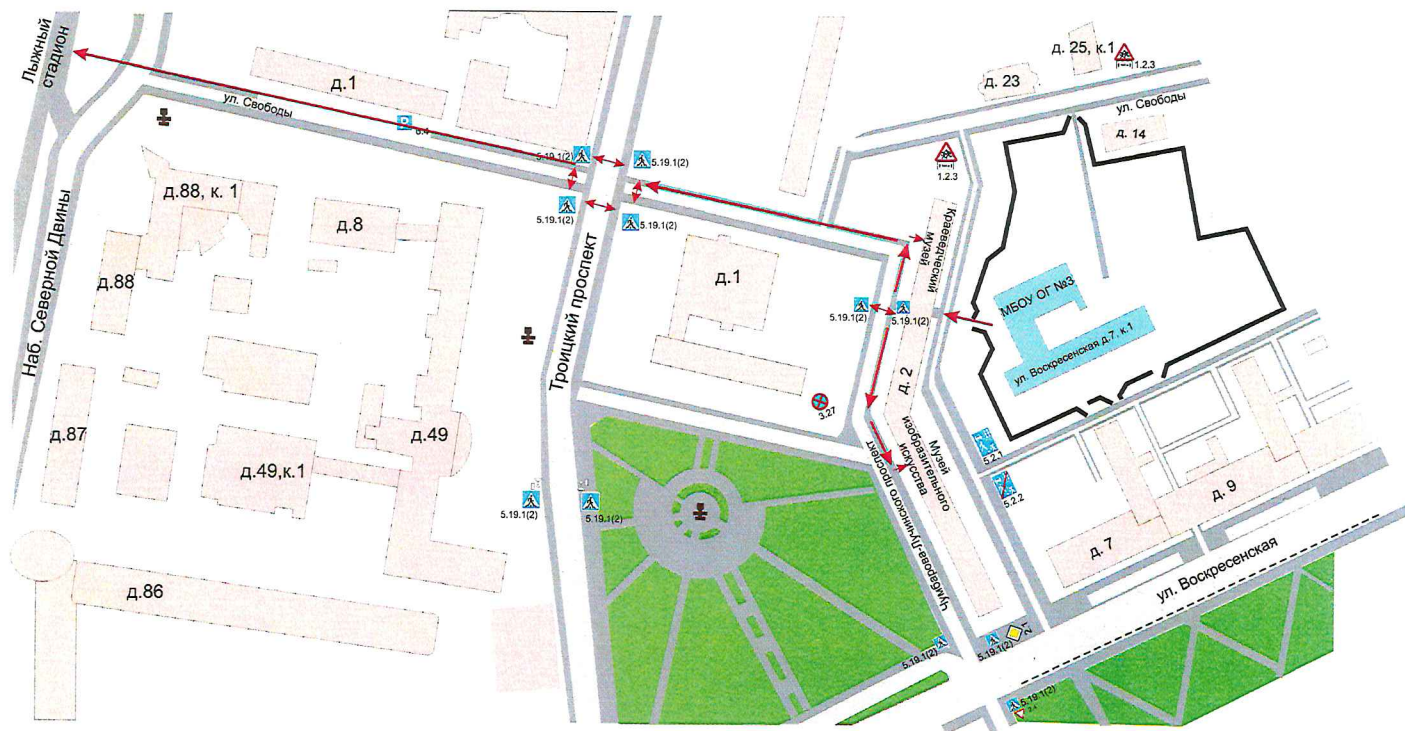 Лыжный
стадион
д.1
ул. Свободы
6.4
5.19.1(2)
5.19.1(2)
5.19.1(2)
5.19.1(2)
д. 25, к.1
1.2.3
д. 23
ул. Свободы
д. 14
1.2.3
Наб. Северной Двины
д.88, к. 1
д.8
д.88
д.87
д.49
д.49,к.1
д.86
Троицкий проспект
д.1
5.19.1(2)
5.19.1(2)
3.27
Краеведческий
музей
д. 2
Музей
изобразительного
искусства
Чумбарова-Лучинского проспект
МБОУ ОГ №3
ул. Воскресенская д.7, к.1
5.2.1
5.2.2
д. 9
д. 7
ул. Воскресенская
5.19.1(2)
5.19.1(2)
5.19.1(2)
5.19.1(2)
2.1
5.19.1(2)
2.4